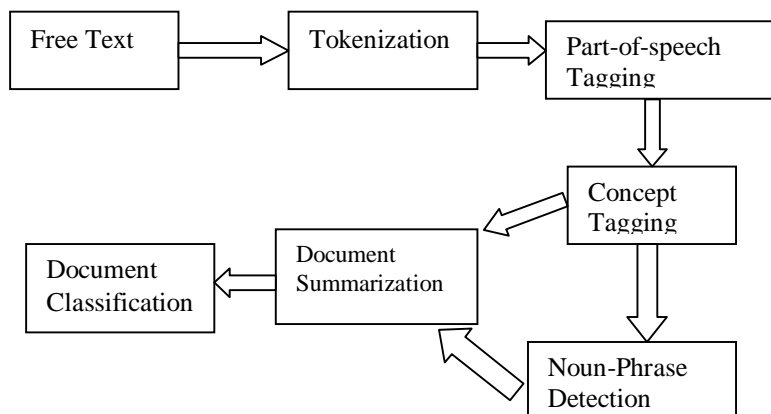 Free Text
Tokenization
Part-of-speech
Tagging
Concept
Tagging
Document
Summarization
Document
Classification
Noun-Phrase
Detection